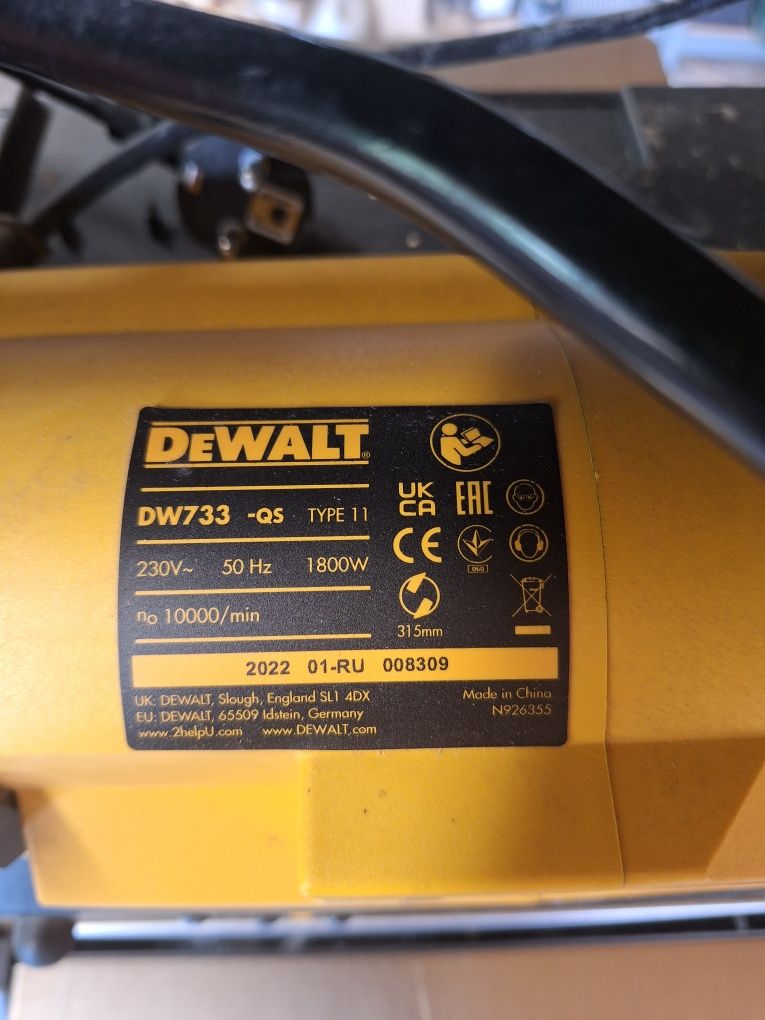 DEWALT®
DW733 -QS TYPE 11
230V~ 50 Hz 1800W
n₀ 10000/min
UK
CA
EAC
CE
315mm
2022 01-RU 008309
UK: DEWALT, Slough, England SL1 4DX
EU: DEWALT, 65509 Idstein, Germany
www.2helpU.com www.DEWALT.com
Made in China
N926355